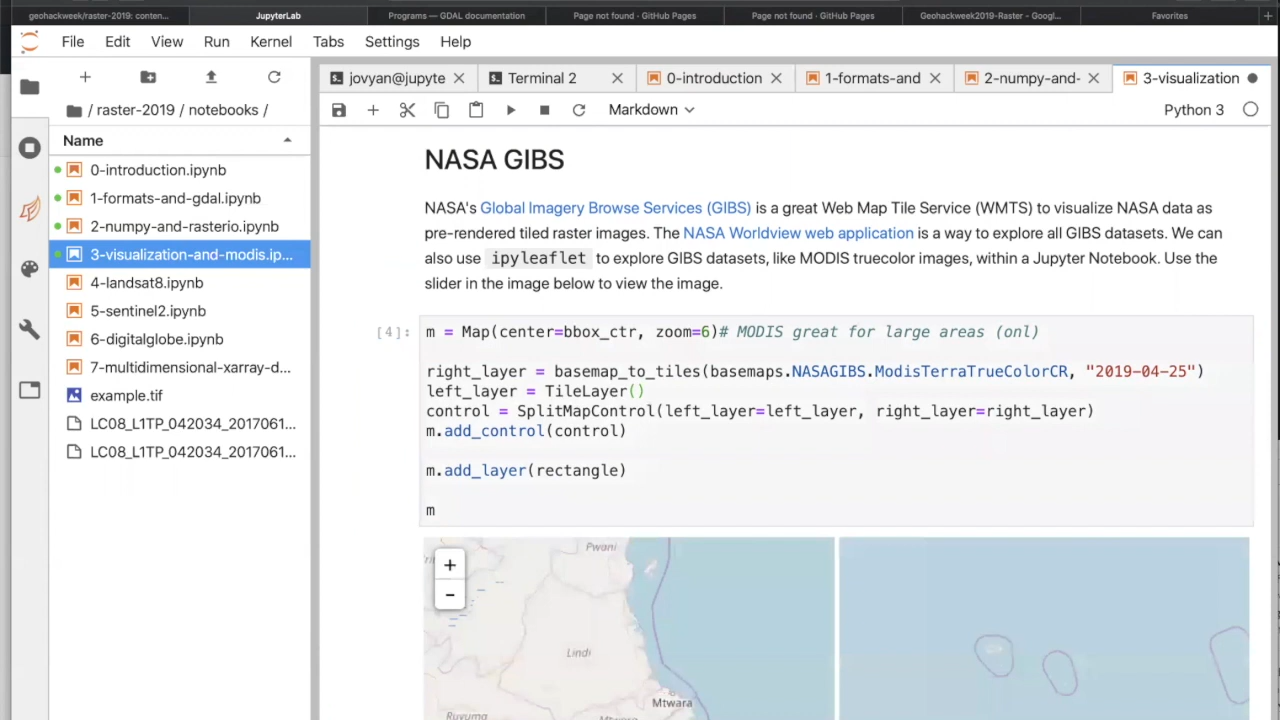 geohackweek/raster-2019: conten...
JupyterLab
Programs — GDAL documentation
Page not found · GitHub Pages
Page not found · GitHub Pages
Geohackweek2019-Raster - Googl...
Favorites
File Edit View Run Kernel Tabs Settings Help
jovyan@jupyte
Terminal 2
0-introduction
1-formats-and
2-numpy-and-
3-visualization
/ raster-2019 / notebooks /
Markdown
Python 3
Name
0-introduction.ipynb
1-formats-and-gdal.ipynb
2-numpy-and-rasterio.ipynb
3-visualization-and-modis.ip...
4-landsat8.ipynb
5-sentinel2.ipynb
6-digitalglobe.ipynb
7-multidimensional-xarray-d...
example.tif
LC08_L1TP_042034_2017061...
LC08_L1TP_042034_2017061...
NASA GIBS
NASA's Global Imagery Browse Services (GIBS) is a great Web Map Tile Service (WMTS) to visualize NASA data as
pre-rendered tiled raster images. The NASA Worldview web application is a way to explore all GIBS datasets. We can
also use ipyleaflet to explore GIBS datasets, like MODIS truecolor images, within a Jupyter Notebook. Use the
slider in the image below to view the image.
[4]:
m = Map(center=bbox_ctr, zoom=6)# MODIS great for large areas (onl)
right_layer = basemap_to_tiles(basemaps.NASAGIBS.ModisTerraTrueColorCR, "2019-04-25")
left_layer = TileLayer()
control = SplitMapControl(left_layer=left_layer, right_layer=right_layer)
m.add_control(control)
m.add_layer(rectangle)
m
+
-
Pwani
Lindi
Mtwara
Ruvuma